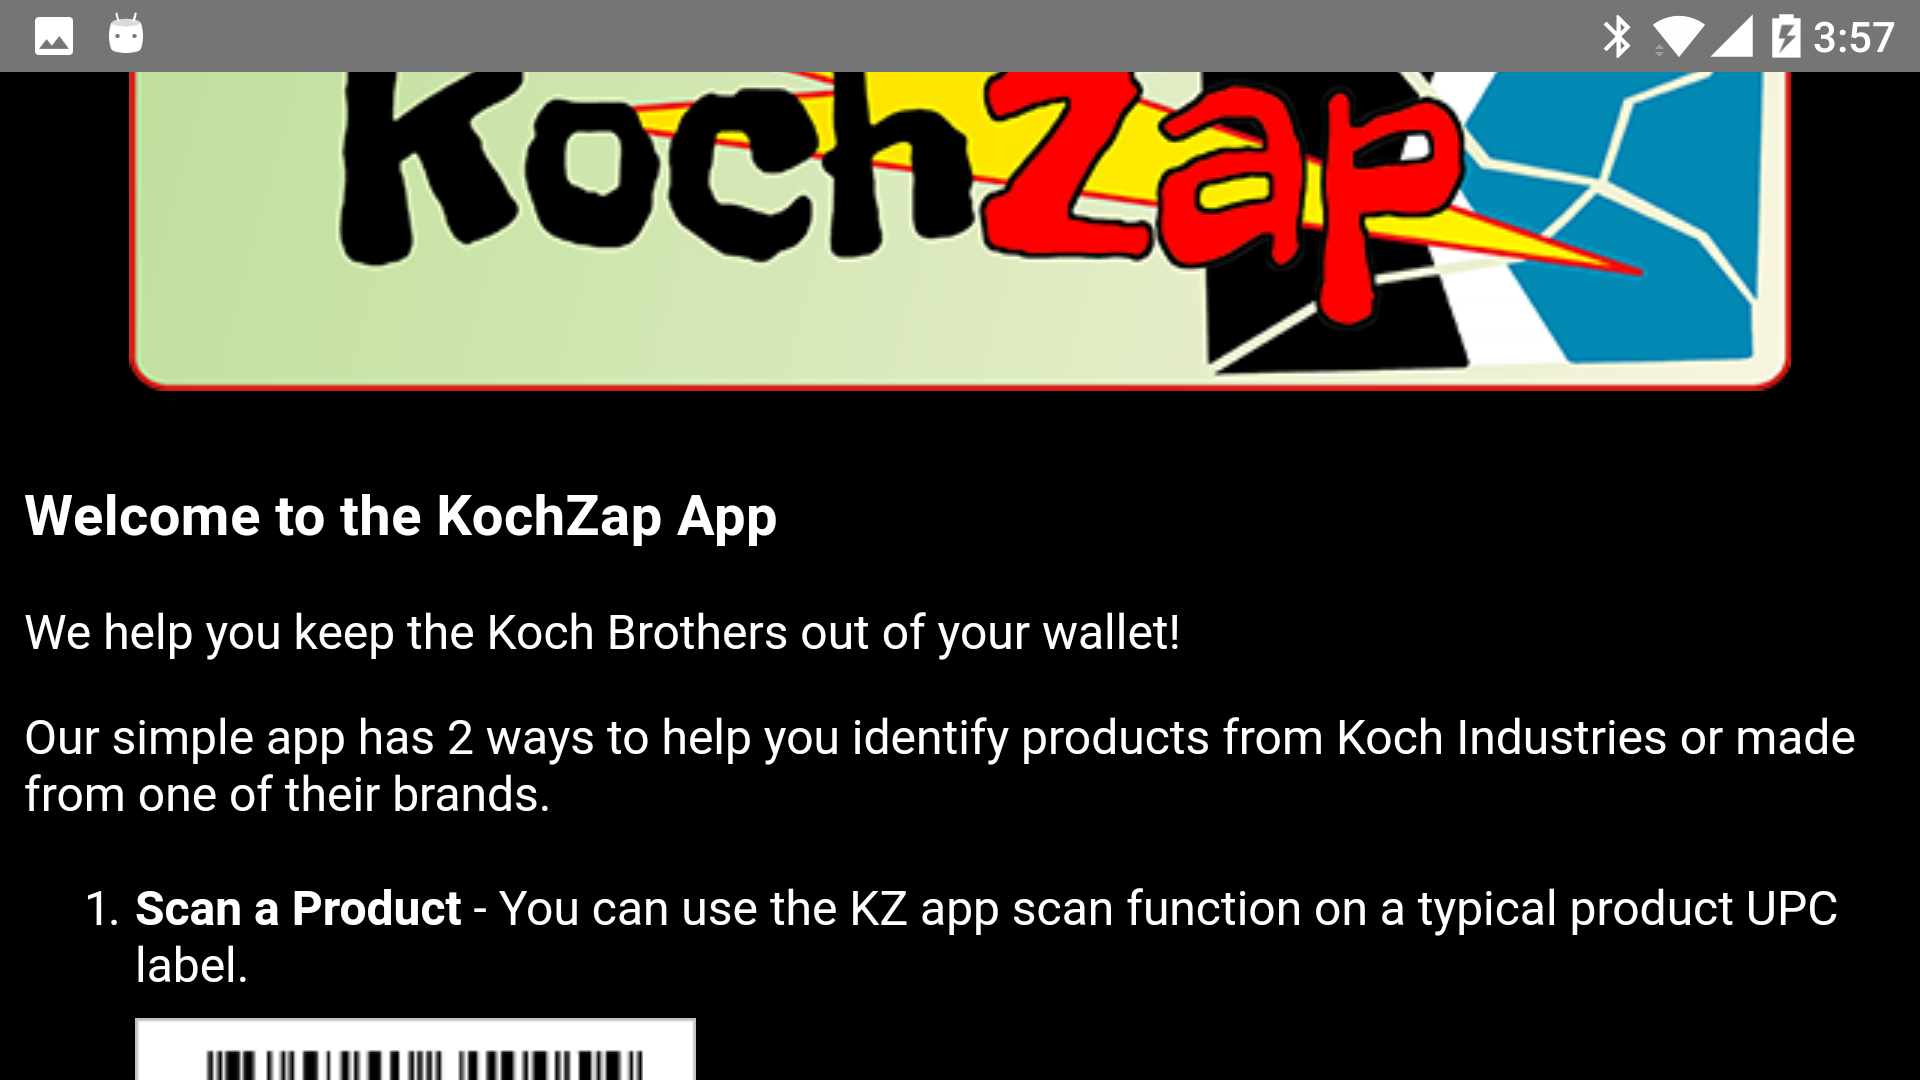 3:57
KochZap
Welcome to the KochZap App
We help you keep the Koch Brothers out of your wallet!
Our simple app has 2 ways to help you identify products from Koch Industries or made
from one of their brands.
1. Scan a Product - You can use the KZ app scan function on a typical product UPC
label.